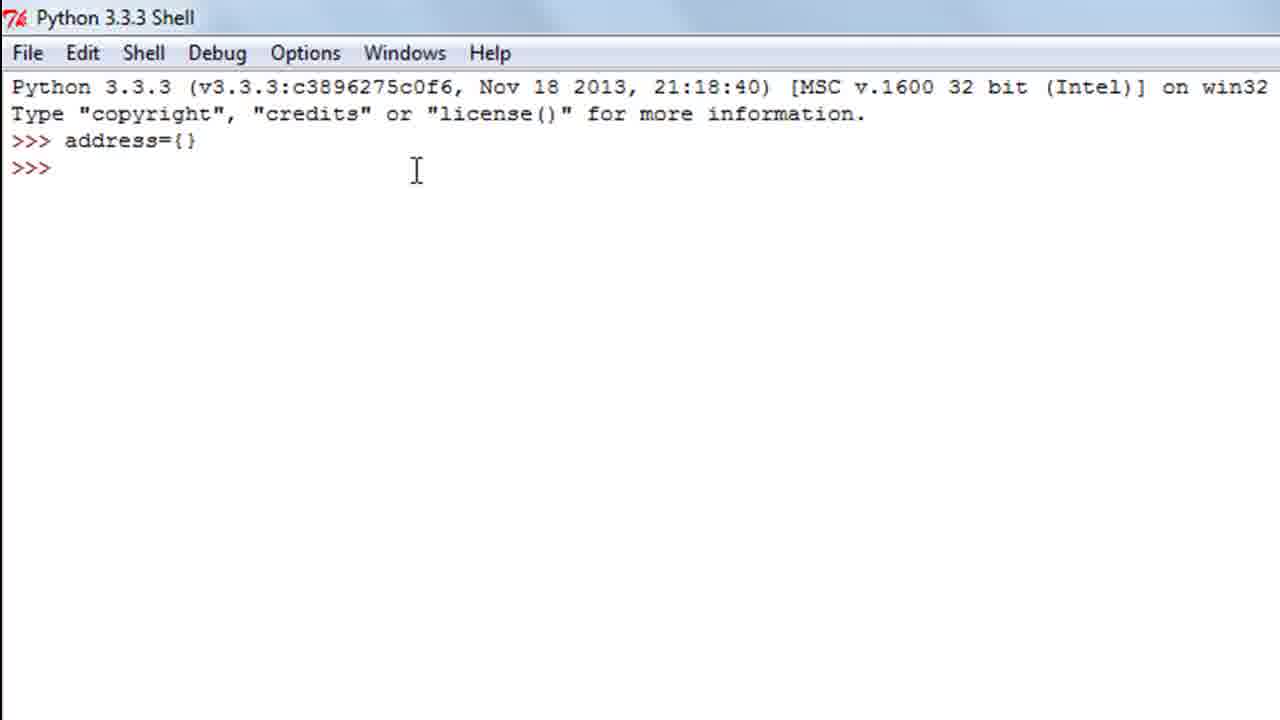 Python 3.3.3 Shell
File Edit Shell Debug Options Windows Help
Python 3.3.3 (v3.3.3:c3896275c0f6, Nov 18 2013, 21:18:40) [MSC v.1600 32 bit (Intel)] on win32
Type "copyright", "credits" or "license()" for more information.
>>> address={}
>>>